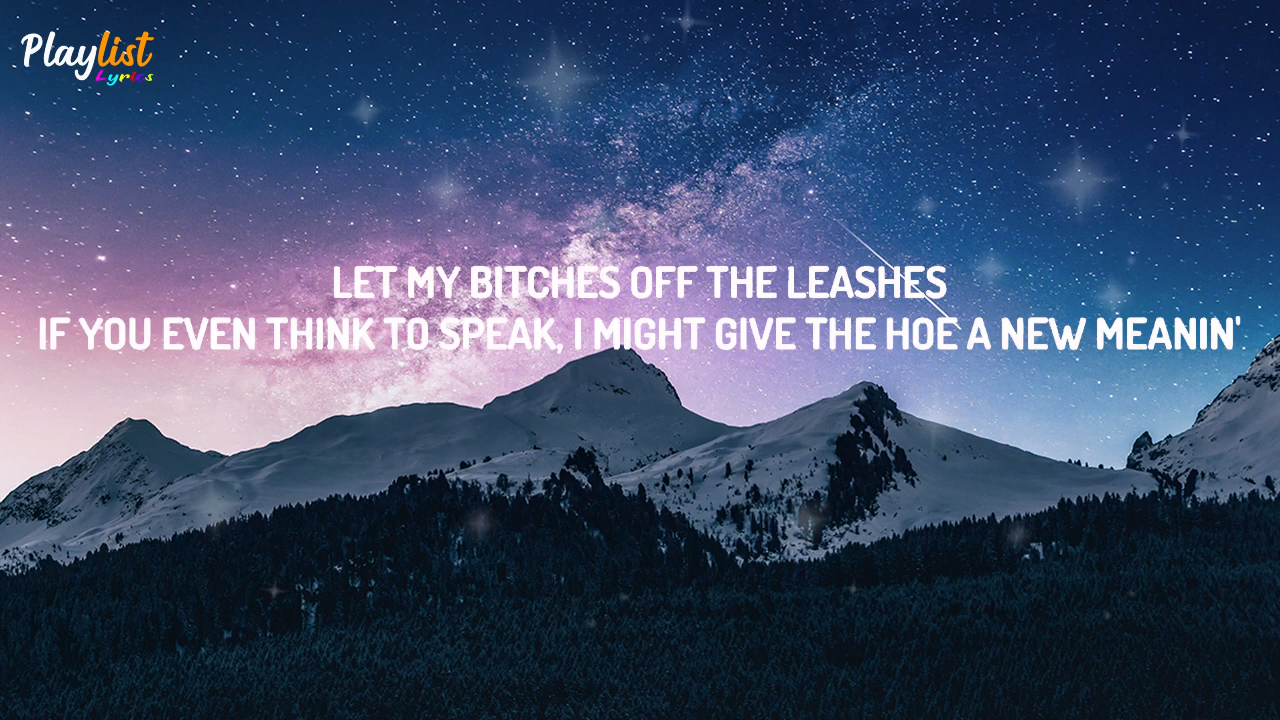 Playlist
Lyrics
LET MY BITCHES OFF THE LEASHES
IF YOU EVEN THINK TO SPEAK, I MIGHT GIVE THE HOE A NEW MEANIN'